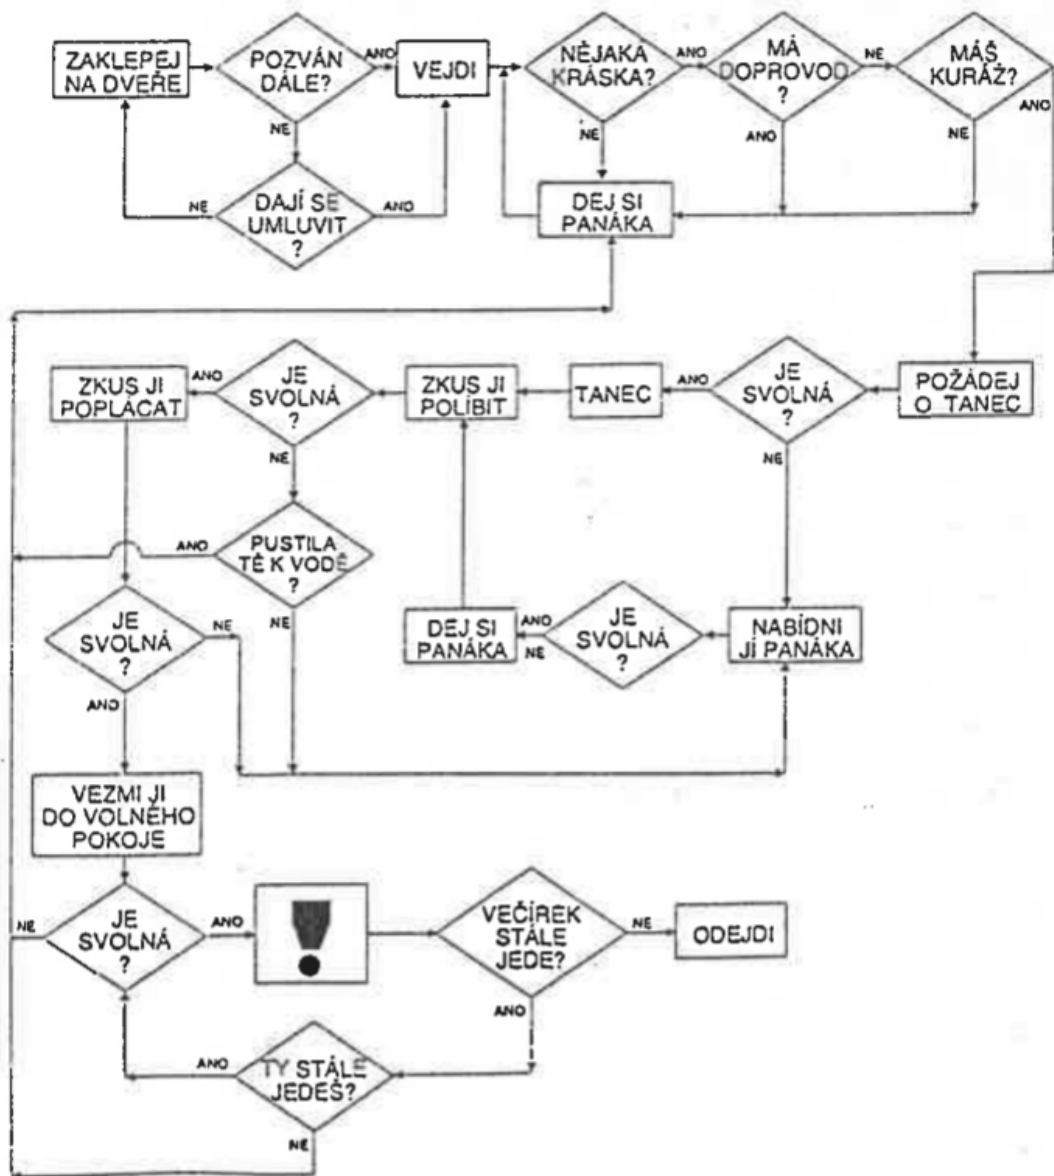 ZAKLEPEJ
NA DVEŘE
POZVÁN
DÁLE?
ANO
VEJDI
NĚJAKÁ
KRÁSKA?
ANO
MÁ
DOPROVOD
?
NE
MÁŠ
KURÁŽ?
ANO
NE
NE
ANO
NE
NE
DAJÍ SE
UMLUVIT
?
ANO
DEJ SI
PANÁKA
ZKUS JI
POPLÁCAT
ANO
JE
SVOLNÁ
?
ZKUS JI
POLÍBIT
TANEC
ANO
JE
SVOLNÁ
?
POŽÁDEJ
O TANEC
NE
NE
ANO
PUSTILA
TĚ K VODĚ
?
JE
SVOLNÁ
?
NE
NE
DEJ SI
PANÁKA
ANO
NE
JE
SVOLNÁ
?
NABÍDNI
JÍ PANÁKA
ANO
VEZMI JI
DO VOLNÉHO
POKOJE
NE
JE
SVOLNÁ
?
ANO
!
VEČÍREK
STÁLE
JEDE?
NE
ODEJDI
ANO
ANO
TY STÁLE
JEDEŠ?
NE